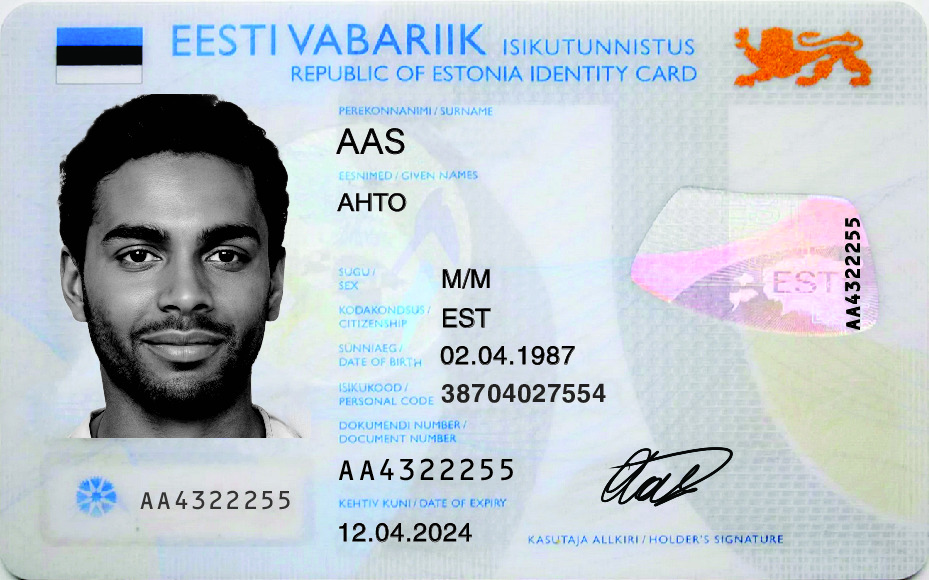 EESTI VABARIIK ISIKUTUNNISTUS
REPUBLIC OF ESTONIA IDENTITY CARD
PEREKONNANIMI / SURNAME
AAS
EESNIMED / GIVEN NAMES
AHTO
SUGU /
SEX
M/M
KODAKONDSUS /
CITIZENSHIP
EST
SÜNNIAEG /
DATE OF BIRTH
02.04.1987
ISIKUKOOD /
PERSONAL CODE
38704027554
DOKUMENDI NUMBER /
DOCUMENT NUMBER
AA4322255
KEHTIV KUNI / DATE OF EXPIRY
12.04.2024
AA4322255
EST
AA4322255
KASUTAJA ALLKIRI / HOLDER'S SIGNATURE